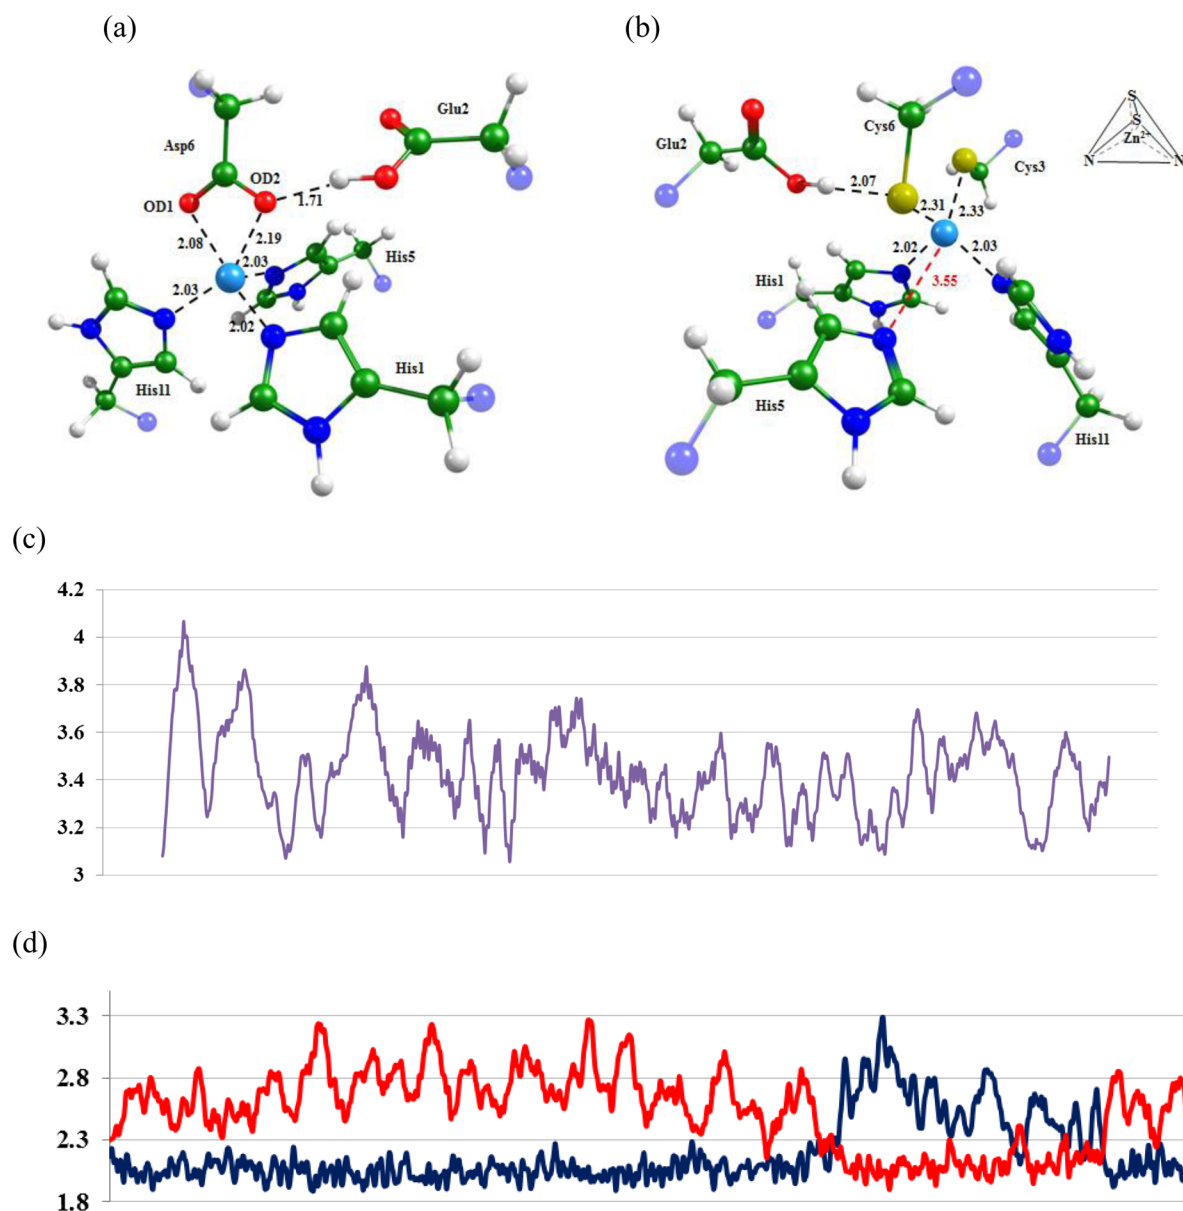 (a)
(b)
Glu2
Asp6
OD2
OD1
1.71
2.08
2.19
2.03
His5
2.03
2.02
His1
His11
Cys6
Glu2
Cys3
2.07
2.31
2.33
2.02
2.03
3.55
His1
His5
His11
S
S
Zn2+
N
N
(c)
4.2
4
3.8
3.6
3.4
3.2
3
(d)
3.3
2.8
2.3
1.8